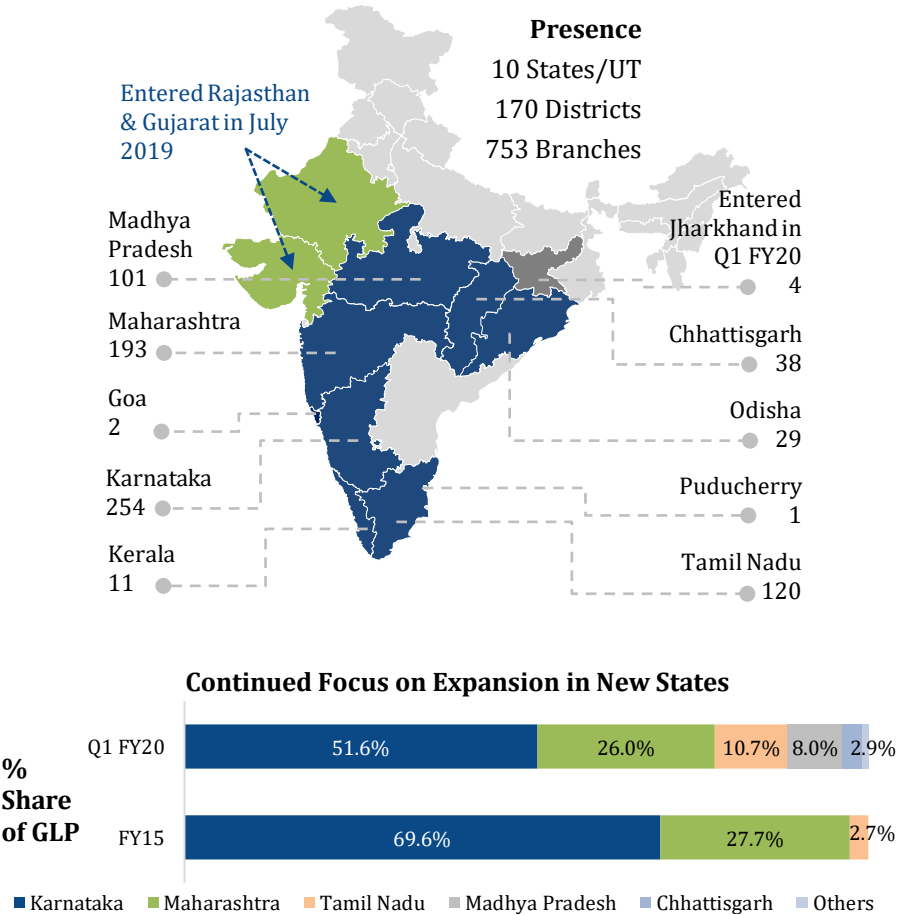 Presence
10 States/UT
170 Districts
753 Branches
Entered Rajasthan
& Gujarat in July
2019
Madhya
Pradesh
101
Maharashtra
193
Goa
2
Karnataka
254
Kerala
11
Entered
Jharkhand in
Q1 FY20
4
Chhattisgarh
38
Odisha
29
Puducherry
1
Tamil Nadu
120
Continued Focus on Expansion in New States
%
Share
of GLP
Q1 FY20
51.6%
26.0%
10.7%
8.0%
2.9%
FY15
69.6%
27.7%
2.7%
Karnataka
Maharashtra
Tamil Nadu
Madhya Pradesh
Chhattisgarh
Others